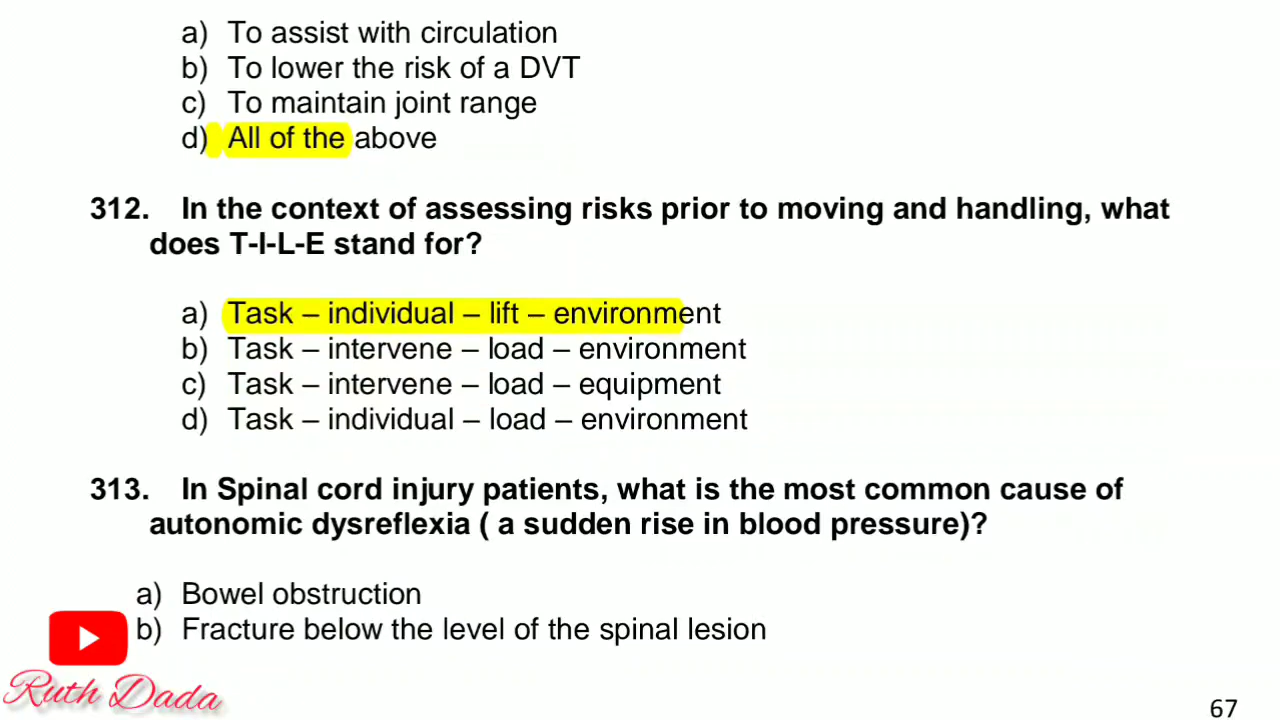 a) To assist with circulation
b) To lower the risk of a DVT
c) To maintain joint range
d) All of the above
312. In the context of assessing risks prior to moving and handling, what
does T-I-L-E stand for?
a) Task – individual – lift – environment
b) Task – intervene – load – environment
c) Task – intervene – load – equipment
d) Task – individual – load – environment
313. In Spinal cord injury patients, what is the most common cause of
autonomic dysreflexia ( a sudden rise in blood pressure)?
a) Bowel obstruction
b) Fracture below the level of the spinal lesion
Ruth Dada
67